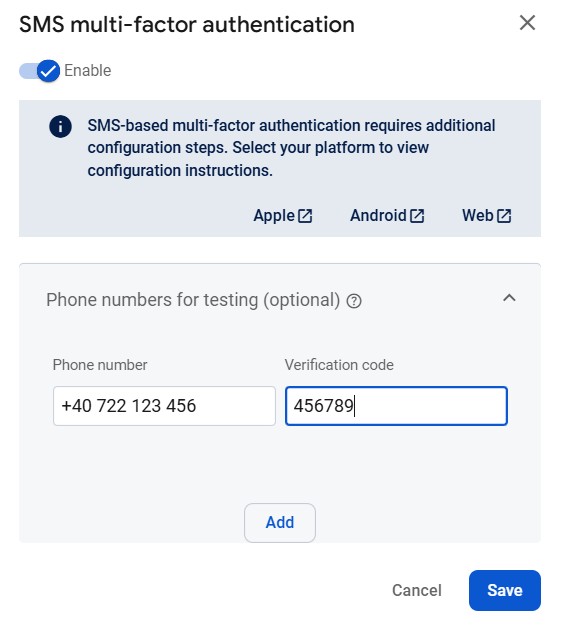 SMS multi-factor authentication
Enable
SMS-based multi-factor authentication requires additional
configuration steps. Select your platform to view
configuration instructions.
Apple Android Web
Phone numbers for testing (optional)
Phone number Verification code
+40 722 123 456 456789
Add
Cancel Save